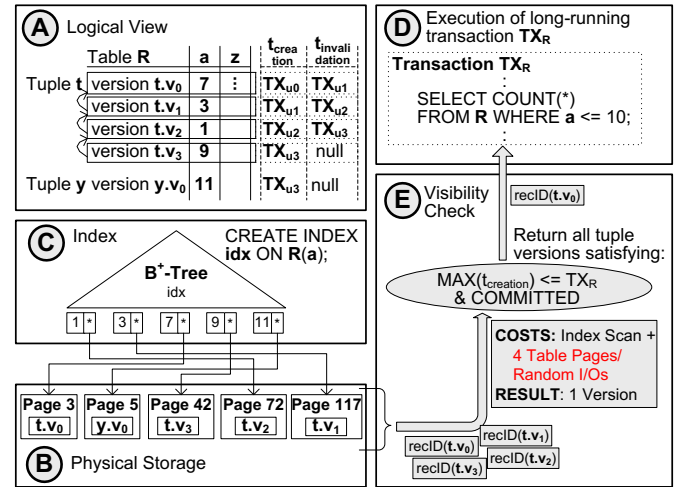 A Logical View
Table R a z t_crea tion t_invali dation
Tuple t version t.v0 7 ⋮ TXu0 TXu1
version t.v1 3 TXu1 TXu2
version t.v2 1 TXu2 TXu3
version t.v3 9 TXu3 null
Tuple y version y.v0 11 TXu3 null
C Index
CREATE INDEX
idx ON R(a);
B+-Tree
idx
1 * 3 * 7 * 9 * 11 *
Page 3 Page 5 Page 42 Page 72 Page 117
t.v0 y.v0 t.v3 t.v2 t.v1
B Physical Storage
D Execution of long-running
transaction TXR
Transaction TXR
⋮
SELECT COUNT(*)
FROM R WHERE a <= 10;
⋮
recID(t.v0)
E Visibility
Check
Return all tuple
versions satisfying:
MAX(tcreation) <= TXR
& COMMITTED
COSTS: Index Scan +
4 Table Pages/
Random I/Os
RESULT: 1 Version
recID(t.v0) recID(t.v1)
recID(t.v3) recID(t.v2)